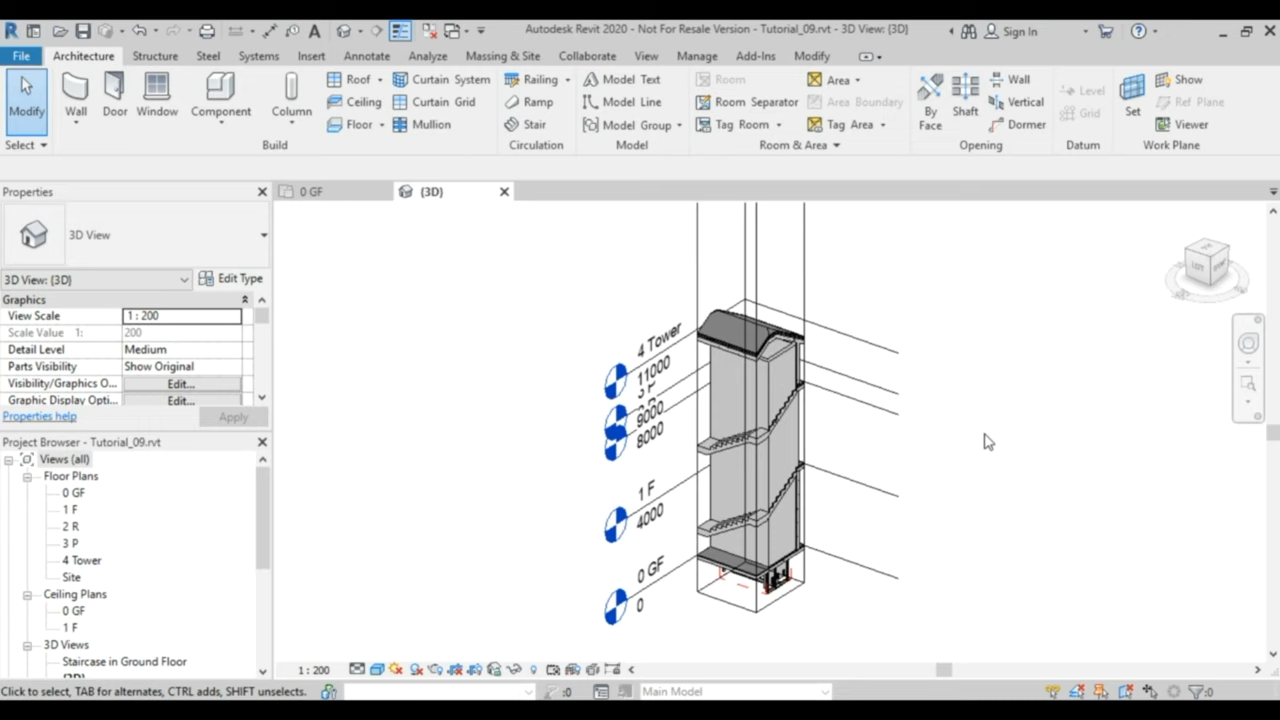 Autodesk Revit 2020 - Not For Resale Version - Tutorial_09.rvt - 3D View: {3D}
Sign In
File Architecture Structure Steel Systems Insert Annotate Analyze Massing & Site Collaborate View Manage Add-Ins Modify
Modify
Wall
Door
Window
Component
Column
Roof
Ceiling
Floor
Curtain System
Curtain Grid
Mullion
Railing
Ramp
Stair
Model Text
Model Line
Model Group
Room
Room Separator
Tag Room
Area
Area Boundary
Tag Area
By Face
Shaft
Wall
Vertical
Dormer
Level
Grid
Set
Show
Ref Plane
Viewer
Select
Build
Circulation
Model
Room & Area
Opening
Datum
Work Plane
Properties
0 GF
{3D}
3D View
3D View: {3D}
Edit Type
Graphics
View Scale 1 : 200
Scale Value 1: 200
Detail Level Medium
Parts Visibility Show Original
Visibility/Graphics O... Edit...
Graphic Display Opti... Edit...
Properties help
Apply
Project Browser - Tutorial_09.rvt
Views (all)
Floor Plans
0 GF
1 F
2 R
3 P
4 Tower
Site
Ceiling Plans
0 GF
1 F
3D Views
Staircase in Ground Floor
4 Tower
11000
9000
8000
1 F
4000
0 GF
0
1 : 200
Click to select, TAB for alternates, CTRL adds, SHIFT unselects.
:0
Main Model
:0